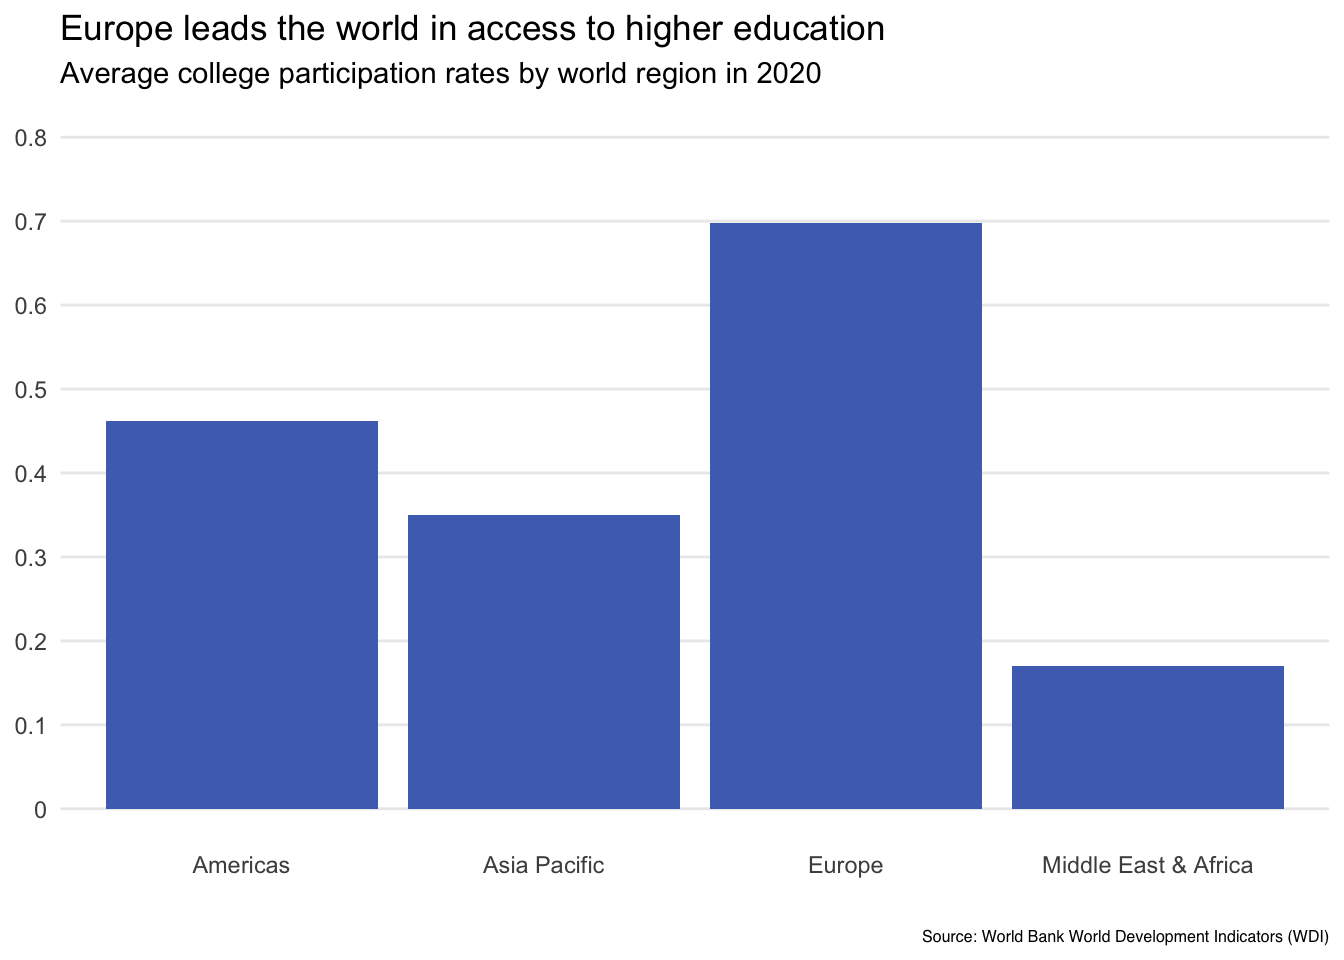 Europe leads the world in access to higher education
Average college participation rates by world region in 2020
0.8
0.7
0.6
0.5
0.4
0.3
0.2
0.1
0
Americas
Asia Pacific
Europe
Middle East & Africa
Source: World Bank World Development Indicators (WDI)